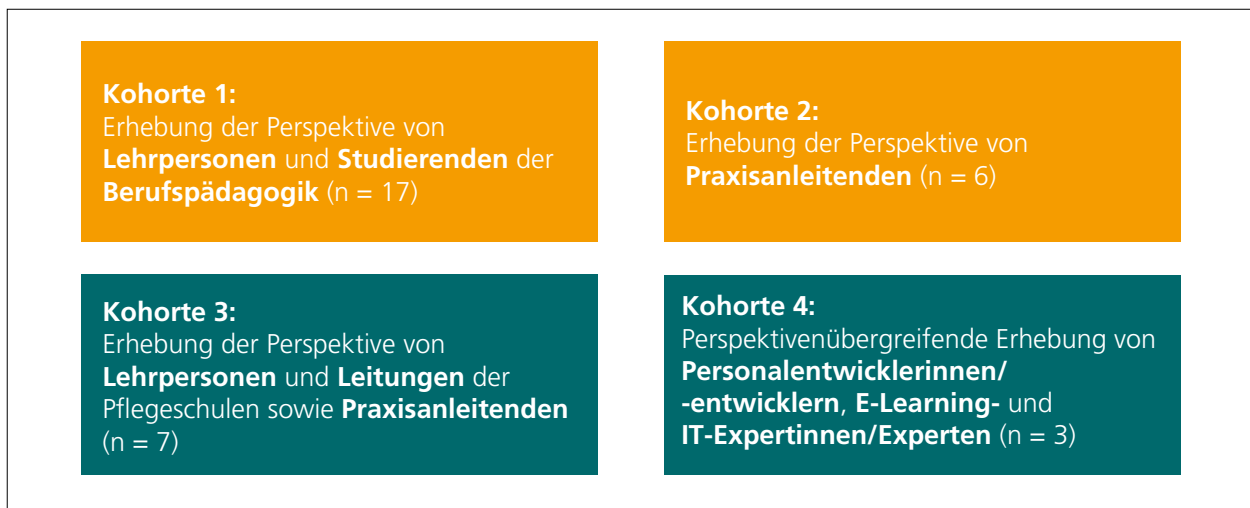 Kohorte 1:
Erhebung der Perspektive von
Lehrpersonen und Studierenden der
Berufspädagogik (n = 17)
Kohorte 2:
Erhebung der Perspektive von
Praxisanleitenden (n = 6)
Kohorte 3:
Erhebung der Perspektive von
Lehrpersonen und Leitungen der
Pflegeschulen sowie Praxisanleitenden
(n = 7)
Kohorte 4:
Perspektivenübergreifende Erhebung von
Personalentwicklerinnen/
-entwicklern, E-Learning- und
IT-Expertinnen/Experten (n = 3)